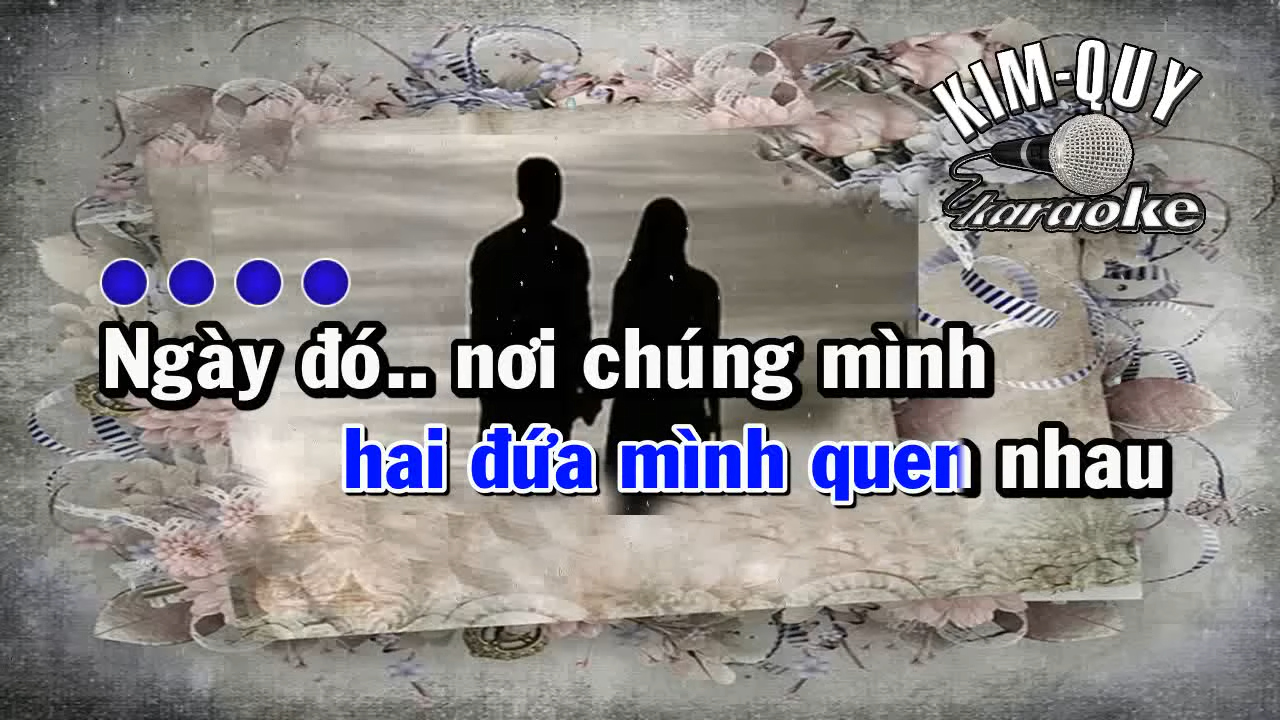 KIM-QUY
karaoke
Ngày đó.. nơi chúng mình
hai đứa mình quen nhau